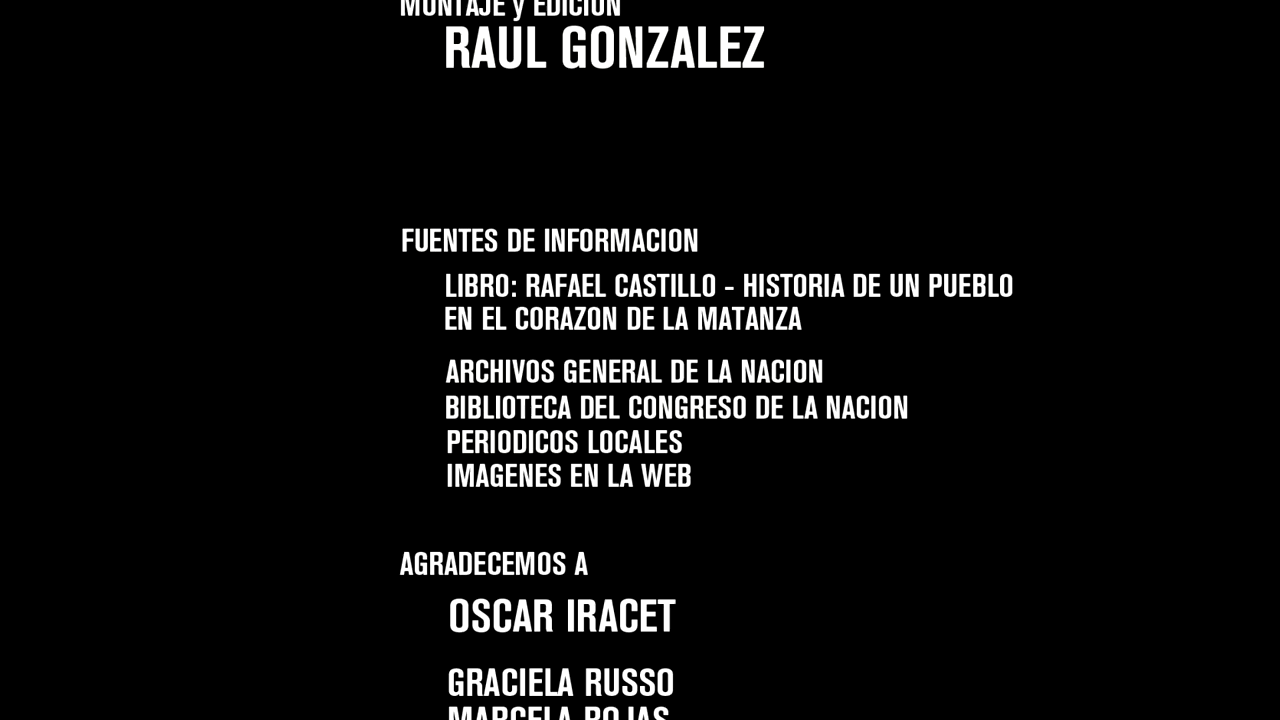 MONTAJE y EDICION
RAUL GONZALEZ
FUENTES DE INFORMACION
LIBRO: RAFAEL CASTILLO - HISTORIA DE UN PUEBLO
EN EL CORAZON DE LA MATANZA
ARCHIVOS GENERAL DE LA NACION
BIBLIOTECA DEL CONGRESO DE LA NACION
PERIODICOS LOCALES
IMAGENES EN LA WEB
AGRADECEMOS A
OSCAR IRACET
GRACIELA RUSSO
MARCELA ROJAS